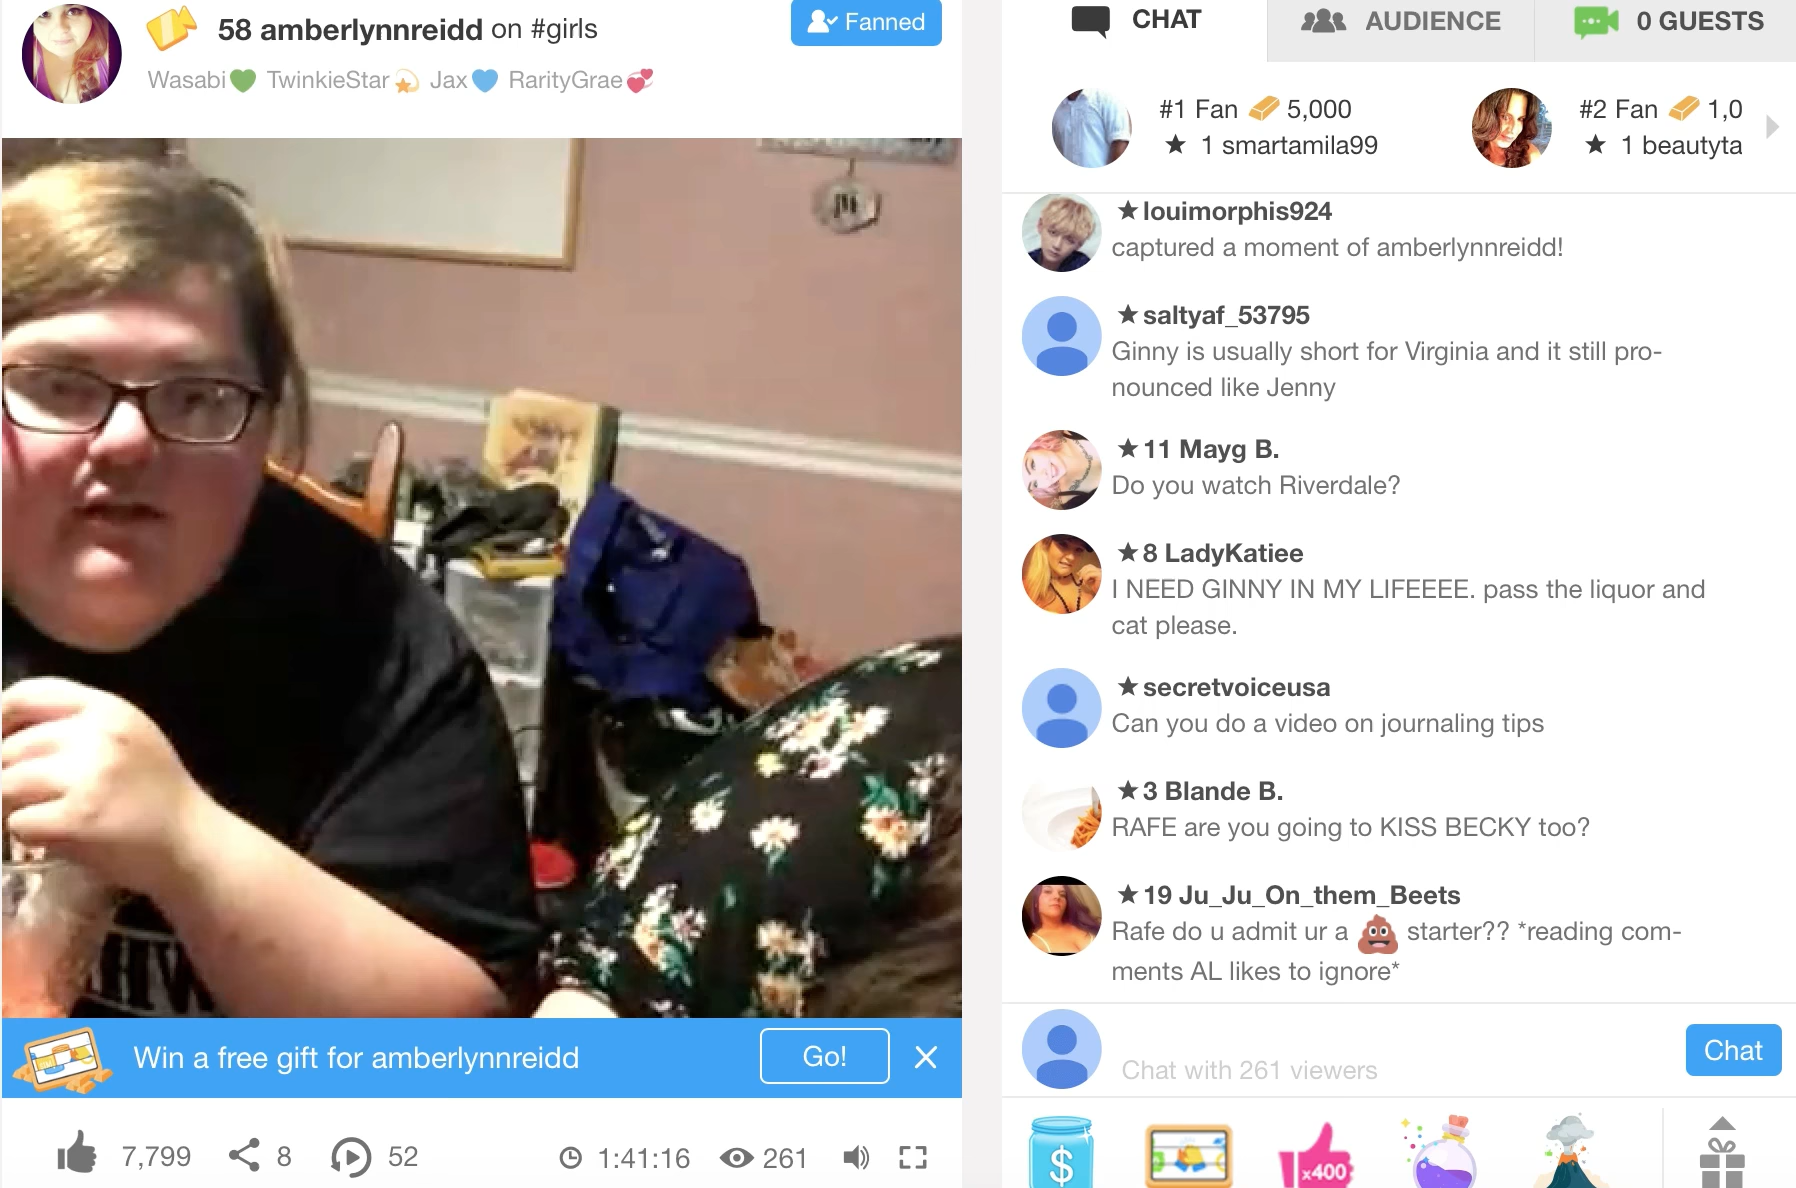 58 amberlynnreidd on #girls
Wasabi💚 TwinkieStar💫 Jax💙 RarityGrae💞
Fanned
Win a free gift for amberlynnreidd
Go!
7,799
8
52
1:41:16
261
CHAT
AUDIENCE
0 GUESTS
#1 Fan 5,000
★ 1 smartamila99
#2 Fan 1,0
★ 1 beautyta
★ louimorphis924
captured a moment of amberlynnreidd!
★ saltyaf_53795
Ginny is usually short for Virginia and it still pro-
nounced like Jenny
★ 11 Mayg B.
Do you watch Riverdale?
★ 8 LadyKatiee
I NEED GINNY IN MY LIFEEEE. pass the liquor and
cat please.
★ secretvoiceusa
Can you do a video on journaling tips
★ 3 Blande B.
RAFE are you going to KISS BECKY too?
★ 19 Ju_Ju_On_them_Beets
Rafe do u admit ur a 💩 starter?? *reading com-
ments AL likes to ignore*
Chat with 261 viewers
Chat
$
x400